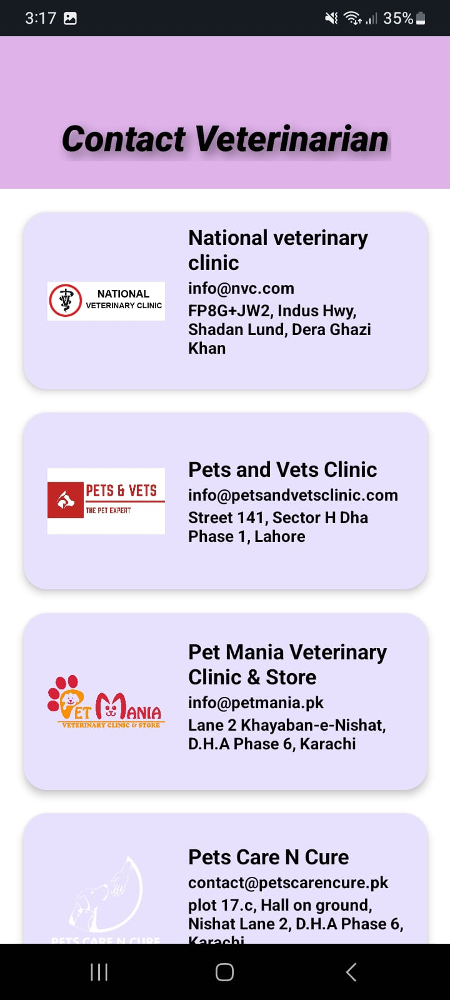 3:17
35%
Contact Veterinarian
NATIONAL
VETERINARY CLINIC
National veterinary
clinic
info@nvc.com
FP8G+JW2, Indus Hwy,
Shadan Lund, Dera Ghazi
Khan
PETS & VETS
THE PET EXPERT
Pets and Vets Clinic
info@petsandvetsclinic.com
Street 141, Sector H Dha
Phase 1, Lahore
PET MANIA
VETERINARY CLINIC & STORE
Pet Mania Veterinary
Clinic & Store
info@petmania.pk
Lane 2 Khayaban-e-Nishat,
D.H.A Phase 6, Karachi
PETS CARE N CURE
Pets Care N Cure
contact@petscarencure.pk
plot 17.c, Hall on ground,
Nishat Lane 2, D.H.A Phase 6,
Karachi